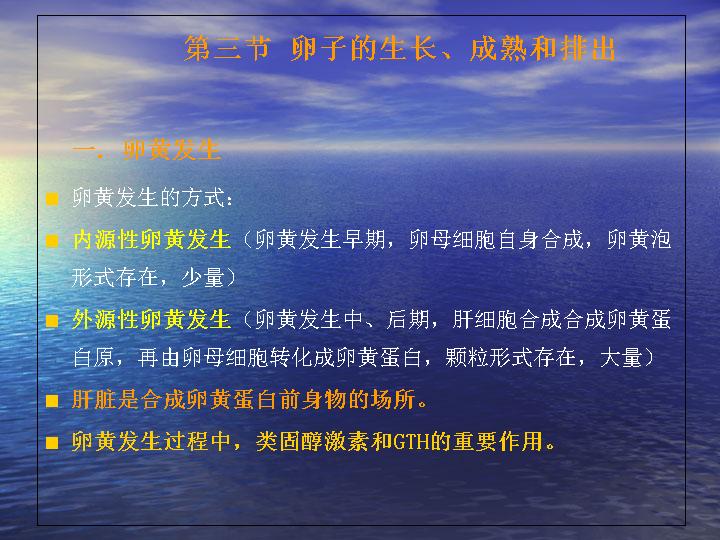 第三节 卵子的生长、成熟和排出
一．卵黄发生
卵黄发生的方式：
内源性卵黄发生（卵黄发生早期，卵母细胞自身合成，卵黄泡
形式存在，少量）
外源性卵黄发生（卵黄发生中、后期，肝细胞合成合成卵黄蛋
白原，再由卵母细胞转化成卵黄蛋白，颗粒形式存在，大量）
肝脏是合成卵黄蛋白前身物的场所。
卵黄发生过程中，类固醇激素和GTH的重要作用。